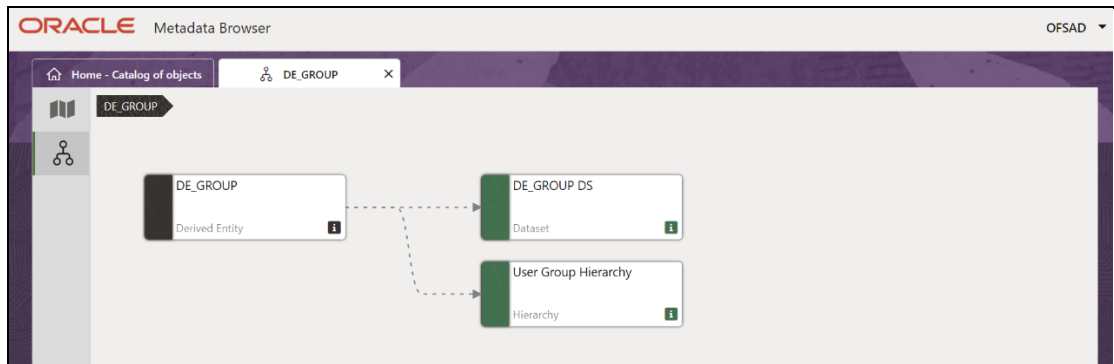 ORACLE Metadata Browser OFSAD
Home - Catalog of objects DE_GROUP
DE_GROUP
DE_GROUP
Derived Entity
DE_GROUP DS
Dataset
User Group Hierarchy
Hierarchy